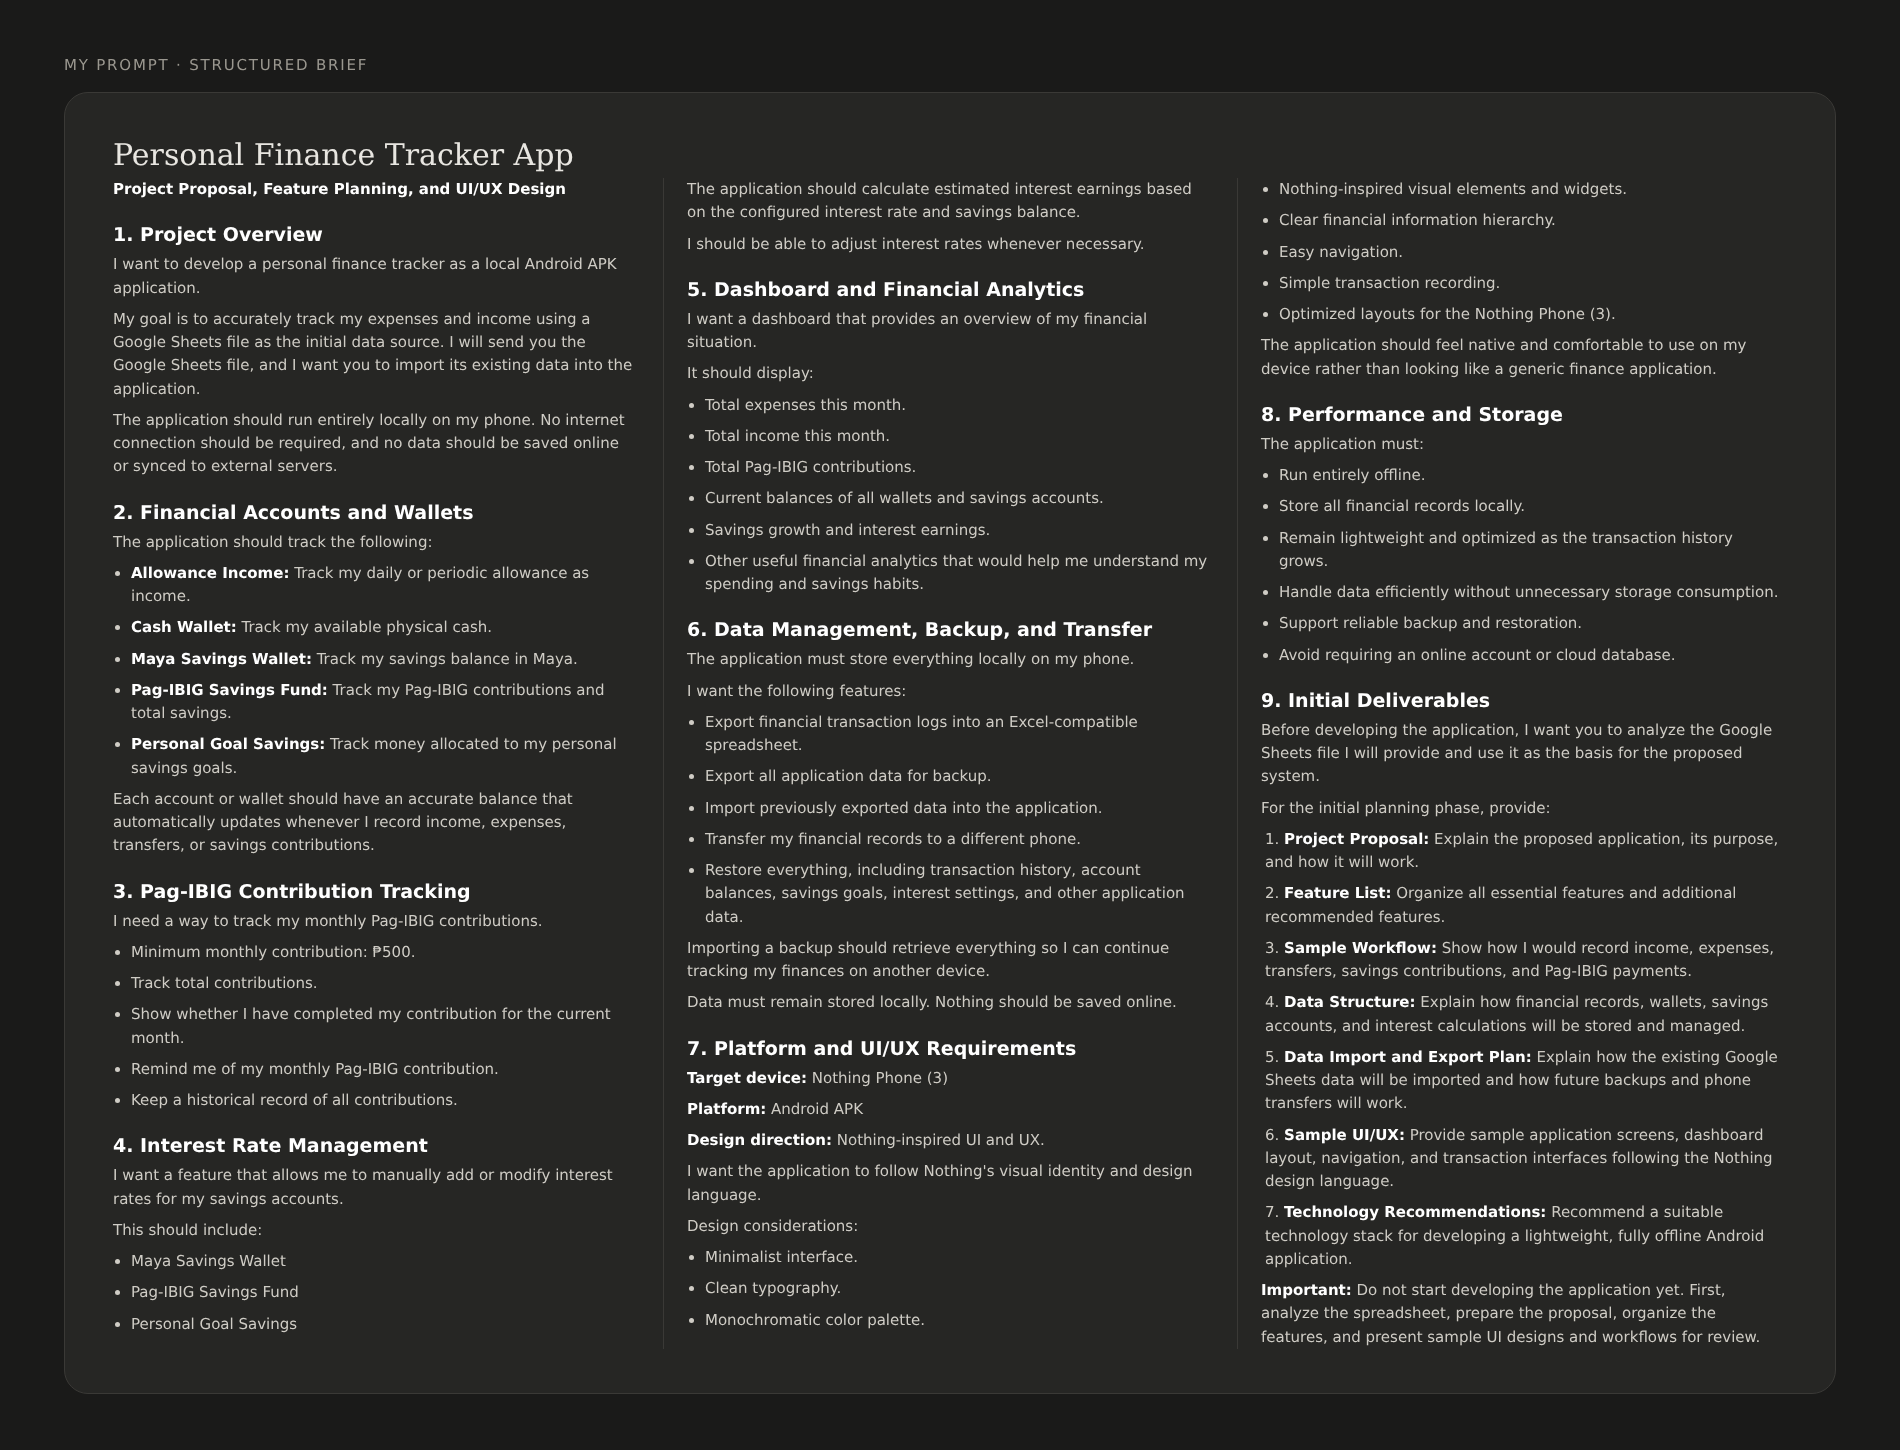 MY PROMPT · STRUCTURED BRIEF
Personal Finance Tracker App
Project Proposal, Feature Planning, and UI/UX Design
1. Project Overview
I want to develop a personal finance tracker as a local Android APK
application.
My goal is to accurately track my expenses and income using a
Google Sheets file as the initial data source. I will send you the
Google Sheets file, and I want you to import its existing data into the
application.
The application should run entirely locally on my phone. No internet
connection should be required, and no data should be saved online
or synced to external servers.
2. Financial Accounts and Wallets
The application should track the following:
• Allowance Income: Track my daily or periodic allowance as
income.
• Cash Wallet: Track my available physical cash.
• Maya Savings Wallet: Track my savings balance in Maya.
• Pag-IBIG Savings Fund: Track my Pag-IBIG contributions and
total savings.
• Personal Goal Savings: Track money allocated to my personal
savings goals.
Each account or wallet should have an accurate balance that
automatically updates whenever I record income, expenses,
transfers, or savings contributions.
3. Pag-IBIG Contribution Tracking
I need a way to track my monthly Pag-IBIG contributions.
• Minimum monthly contribution: ₱500.
• Track total contributions.
• Show whether I have completed my contribution for the current
month.
• Remind me of my monthly Pag-IBIG contribution.
• Keep a historical record of all contributions.
4. Interest Rate Management
I want a feature that allows me to manually add or modify interest
rates for my savings accounts.
This should include:
• Maya Savings Wallet
• Pag-IBIG Savings Fund
• Personal Goal Savings
The application should calculate estimated interest earnings based
on the configured interest rate and savings balance.
I should be able to adjust interest rates whenever necessary.
5. Dashboard and Financial Analytics
I want a dashboard that provides an overview of my financial
situation.
It should display:
• Total expenses this month.
• Total income this month.
• Total Pag-IBIG contributions.
• Current balances of all wallets and savings accounts.
• Savings growth and interest earnings.
• Other useful financial analytics that would help me understand my
spending and savings habits.
6. Data Management, Backup, and Transfer
The application must store everything locally on my phone.
I want the following features:
• Export financial transaction logs into an Excel-compatible
spreadsheet.
• Export all application data for backup.
• Import previously exported data into the application.
• Transfer my financial records to a different phone.
• Restore everything, including transaction history, account
balances, savings goals, interest settings, and other application
data.
Importing a backup should retrieve everything so I can continue
tracking my finances on another device.
Data must remain stored locally. Nothing should be saved online.
7. Platform and UI/UX Requirements
Target device: Nothing Phone (3)
Platform: Android APK
Design direction: Nothing-inspired UI and UX.
I want the application to follow Nothing's visual identity and design
language.
Design considerations:
• Minimalist interface.
• Clean typography.
• Monochromatic color palette.
• Nothing-inspired visual elements and widgets.
• Clear financial information hierarchy.
• Easy navigation.
• Simple transaction recording.
• Optimized layouts for the Nothing Phone (3).
The application should feel native and comfortable to use on my
device rather than looking like a generic finance application.
8. Performance and Storage
The application must:
• Run entirely offline.
• Store all financial records locally.
• Remain lightweight and optimized as the transaction history
grows.
• Handle data efficiently without unnecessary storage consumption.
• Support reliable backup and restoration.
• Avoid requiring an online account or cloud database.
9. Initial Deliverables
Before developing the application, I want you to analyze the Google
Sheets file I will provide and use it as the basis for the proposed
system.
For the initial planning phase, provide:
1. Project Proposal: Explain the proposed application, its purpose,
and how it will work.
2. Feature List: Organize all essential features and additional
recommended features.
3. Sample Workflow: Show how I would record income, expenses,
transfers, savings contributions, and Pag-IBIG payments.
4. Data Structure: Explain how financial records, wallets, savings
accounts, and interest calculations will be stored and managed.
5. Data Import and Export Plan: Explain how the existing Google
Sheets data will be imported and how future backups and phone
transfers will work.
6. Sample UI/UX: Provide sample application screens, dashboard
layout, navigation, and transaction interfaces following the Nothing
design language.
7. Technology Recommendations: Recommend a suitable
technology stack for developing a lightweight, fully offline Android
application.
Important: Do not start developing the application yet. First,
analyze the spreadsheet, prepare the proposal, organize the
features, and present sample UI designs and workflows for review.